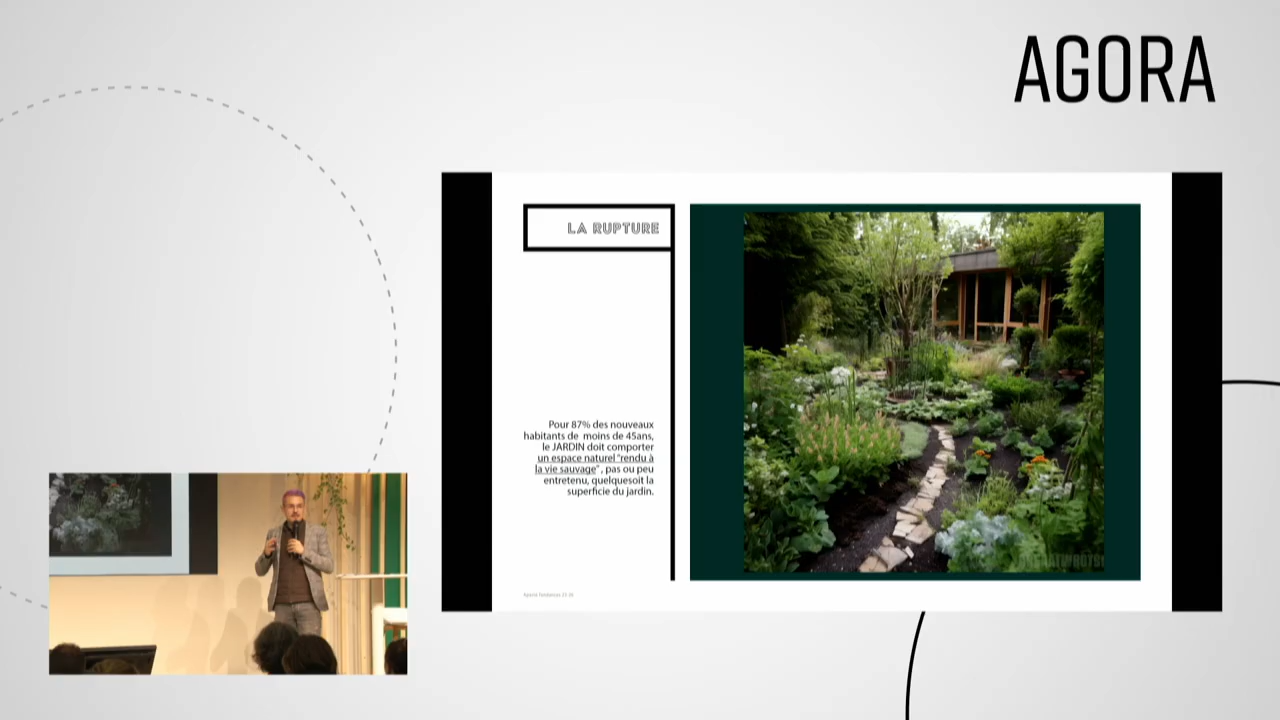 AGORA
LA RUPTURE
Pour 87% des nouveaux
habitants de moins de 45ans,
le JARDIN doit comporter
un espace naturel "rendu à
la vie sauvage", pas ou peu
entretenu, quelquesoit la
superficie du jardin.